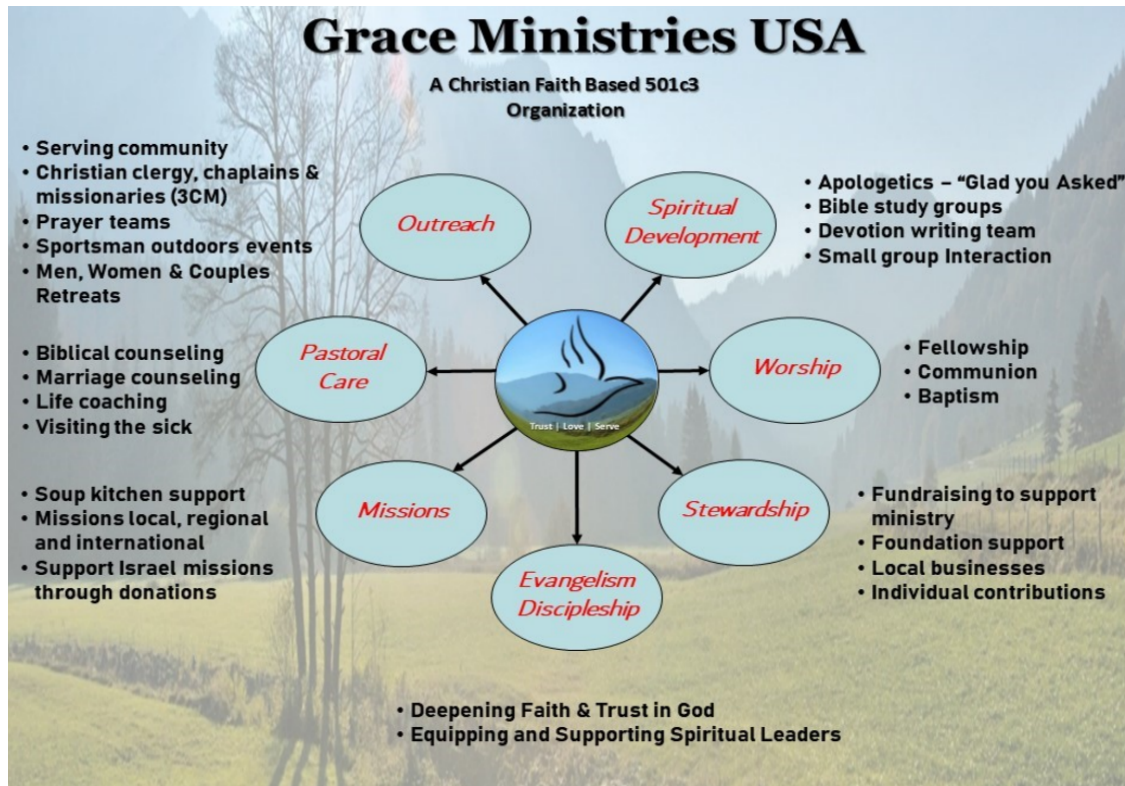 Grace Ministries USA
A Christian Faith Based 501c3
Organization
• Serving community
• Christian clergy, chaplains &
missionaries (3CM)
• Prayer teams
• Sportsman outdoors events
• Men, Women & Couples
Retreats
Outreach
Spiritual
Development
• Apologetics – “Glad you Asked”
• Bible study groups
• Devotion writing team
• Small group Interaction
• Biblical counseling
• Marriage counseling
• Life coaching
• Visiting the sick
Pastoral
Care
Trust | Love | Serve
Worship
• Fellowship
• Communion
• Baptism
• Soup kitchen support
• Missions local, regional
and international
• Support Israel missions
through donations
Missions
Stewardship
• Fundraising to support
ministry
• Foundation support
• Local businesses
• Individual contributions
Evangelism
Discipleship
• Deepening Faith & Trust in God
• Equipping and Supporting Spiritual Leaders